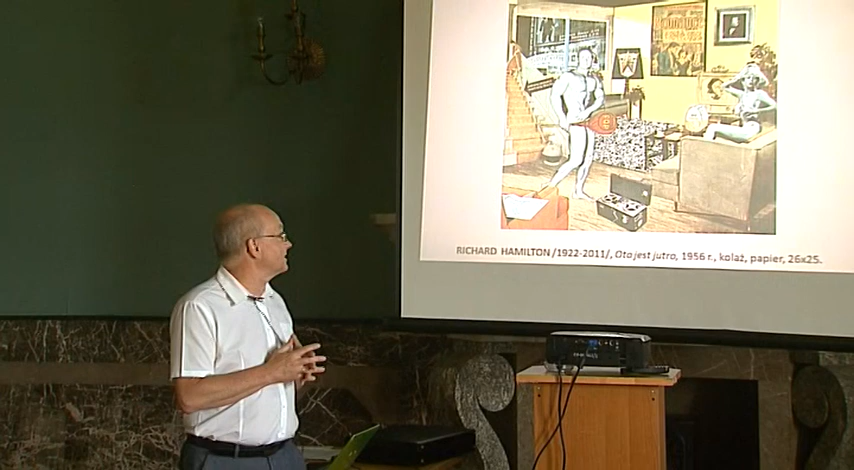 RICHARD HAMILTON /1922-2011/, Oto jest jutro, 1956 r., kolaż, papier, 26x25.